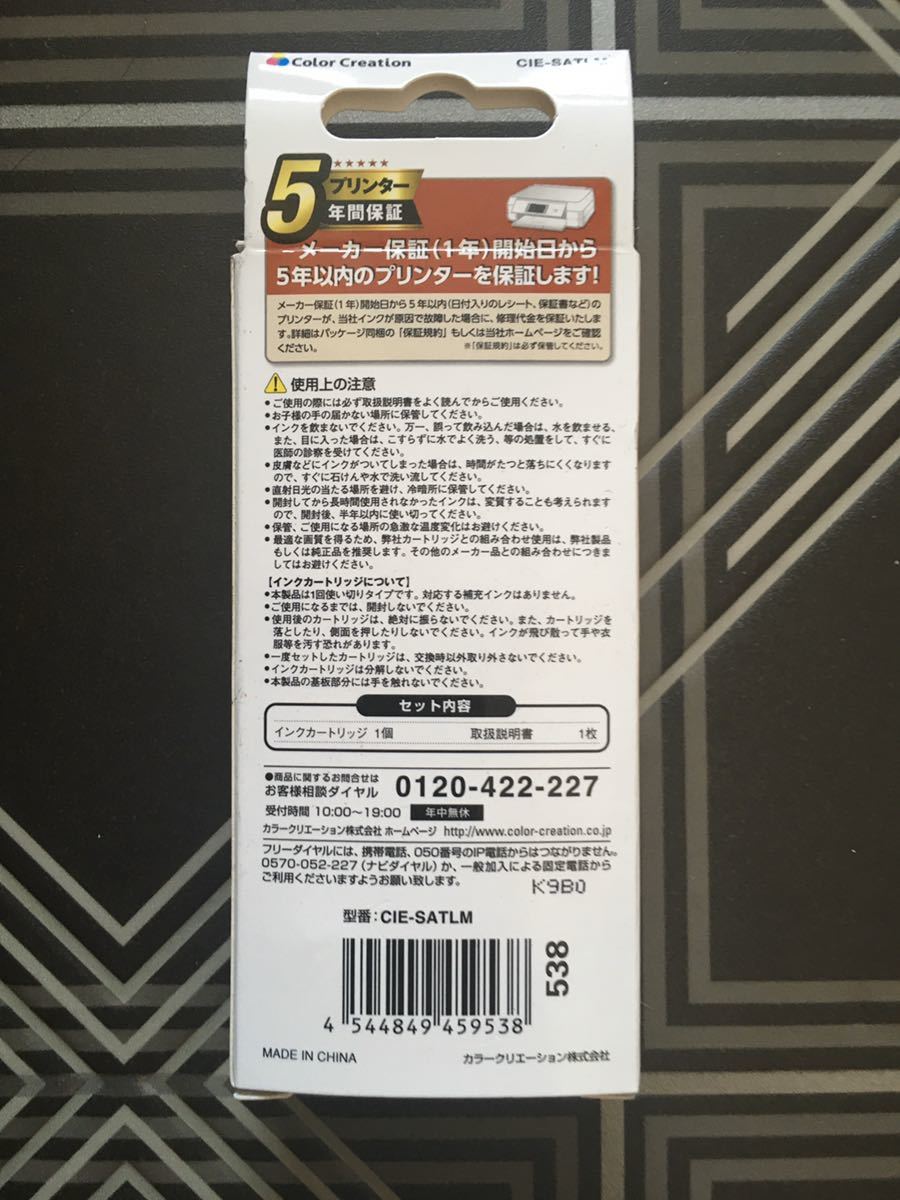 Color Creation
CIE-SATLM
5
★★★★★
プリンター
年間保証
メーカー保証(1年)開始日から
5年以内のプリンターを保証します!
メーカー保証(1年)開始日から5年以内(日付入りのレシート、保証書など)の
プリンターが、当社インクが原因で故障した場合に、修理代金を保証いたしま
す。詳細はパッケージ同梱の「保証規約」もしくは当社ホームページをご確認
ください。
※「保証規約」は必ず保管してください。
使用上の注意
●ご使用の際には必ず取扱説明書をよく読んでからご使用ください。
●お子様の手の届かない場所に保管してください。
●インクを飲まないでください。万一、誤って飲み込んだ場合は、水を飲ませる、
また、目に入った場合は、こすらずに水でよく洗う、等の処置をして、すぐに
医師の診察を受けてください。
●皮膚などにインクがついてしまった場合は、時間がたつと落ちにくくなります
ので、すぐに石けんや水で洗い流してください。
●直射日光の当たる場所を避け、冷暗所に保管してください。
●開封してから長時間使用されなかったインクは、変質することも考えられます
ので、開封後、半年以内に使い切ってください。
●保管、ご使用になる場所の急激な温度変化はお避けください。
●最適な画質を得るため、弊社カートリッジとの組み合わせ使用は、弊社製品
もしくは純正品を推奨します。その他のメーカー品との組み合わせにつきま
してはお避けください。
【インクカートリッジについて】
●本製品は1回使い切りタイプです。対応する補充インクはありません。
●ご使用になるまでは、開封しないでください。
●使用後のカートリッジは、絶対に振らないでください。また、カートリッジを
落としたり、側面を押したりしないでください。インクが飛び散って手や衣
服等を汚す恐れがあります。
●一度セットしたカートリッジは、交換時以外取り外さないでください。
●インクカートリッジは分解しないでください。
●本製品の基板部分には手を触れないでください。
セット内容
インクカートリッジ 1個 取扱説明書 1枚
●商品に関するお問合せは
お客様相談ダイヤル 0120-422-227
受付時間 10:00〜19:00 年中無休
カラークリエーション株式会社 ホームページ http://www.color-creation.co.jp
フリーダイヤルには、携帯電話、050番号のIP電話からはつながりません。
0570-052-227(ナビダイヤル)か、一般加入による固定電話から
ご利用くださいますようお願い致します。
K9B0
型番:CIE-SATLM
538
4 544849 459538
MADE IN CHINA
カラークリエーション株式会社